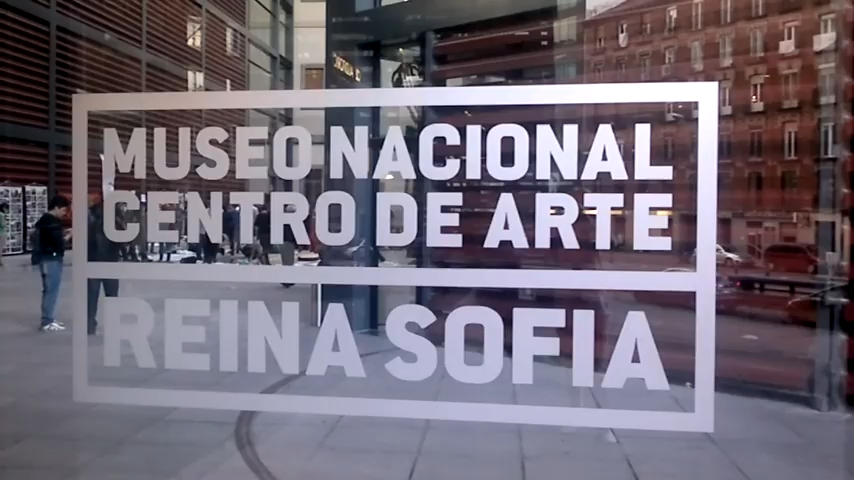 MUSEO NACIONAL
CENTRO DE ARTE
REINA SOFIA